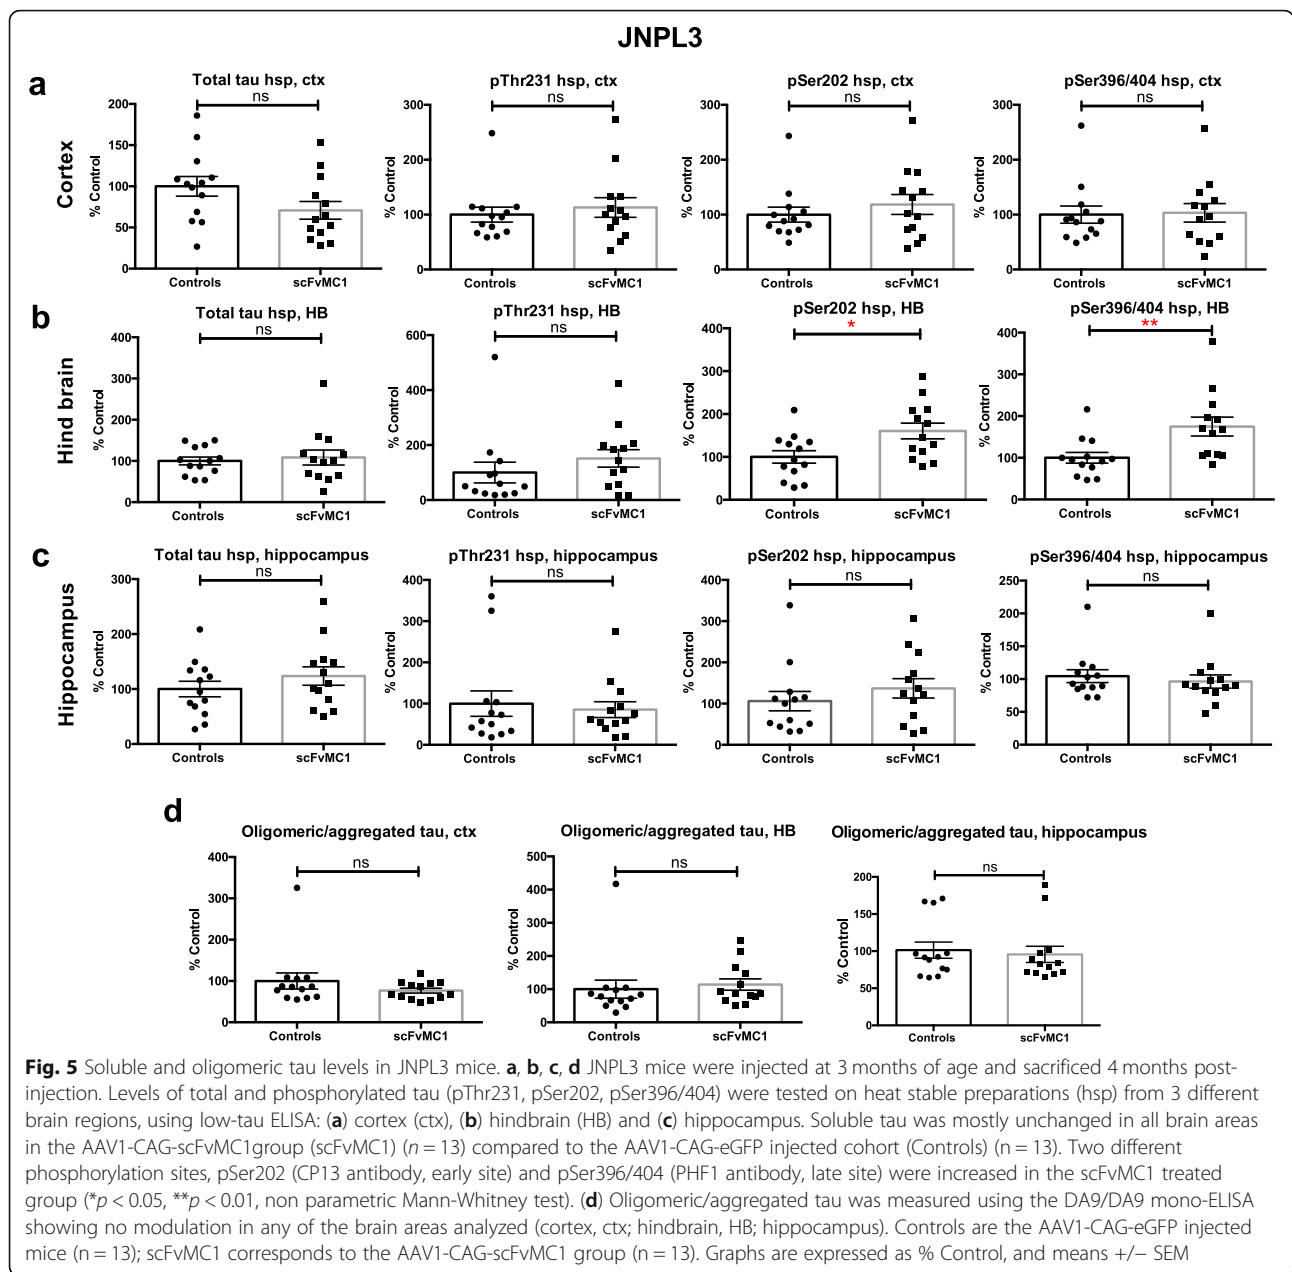 JNPL3
a
Cortex
Total tau hsp, ctx
ns
% Control
200
150
100
50
0
Controls
scFvMC1
pThr231 hsp, ctx
ns
% Control
300
200
100
0
Controls
scFvMC1
pSer202 hsp, ctx
ns
% Control
300
200
100
0
Controls
scFvMC1
pSer396/404 hsp, ctx
ns
% Control
300
200
100
0
Controls
scFvMC1
b
Hind brain
Total tau hsp, HB
ns
% Control
400
300
200
100
0
Controls
scFvMC1
pThr231 hsp, HB
ns
% Control
600
400
200
0
Controls
scFvMC1
pSer202 hsp, HB
*
% Control
400
300
200
100
0
Controls
scFvMC1
pSer396/404 hsp, HB
**
% Control
400
300
200
100
0
Controls
scFvMC1
c
Hippocampus
Total tau hsp, hippocampus
ns
% Control
300
200
100
0
Controls
scFvMC1
pThr231 hsp, hippocampus
ns
% Control
400
300
200
100
0
Controls
scFvMC1
pSer202 hsp, hippocampus
ns
% Control
400
300
200
100
0
Controls
scFvMC1
pSer396/404 hsp, hippocampus
ns
% Control
250
200
150
100
50
0
Controls
scFvMC1
d
Oligomeric/aggregated tau, ctx
ns
% Control
400
300
200
100
0
Controls
scFvMC1
Oligomeric/aggregated tau, HB
ns
% Control
500
400
300
200
100
0
Controls
scFvMC1
Oligomeric/aggregated tau, hippocampus
ns
% Control
200
150
100
50
0
Controls
scFvMC1
Fig. 5 Soluble and oligomeric tau levels in JNPL3 mice. a, b, c, d JNPL3 mice were injected at 3 months of age and sacrificed 4 months post-
injection. Levels of total and phosphorylated tau (pThr231, pSer202, pSer396/404) were tested on heat stable preparations (hsp) from 3 different
brain regions, using low-tau ELISA: (a) cortex (ctx), (b) hindbrain (HB) and (c) hippocampus. Soluble tau was mostly unchanged in all brain areas
in the AAV1-CAG-scFvMC1group (scFvMC1) (n = 13) compared to the AAV1-CAG-eGFP injected cohort (Controls) (n = 13). Two different
phosphorylation sites, pSer202 (CP13 antibody, early site) and pSer396/404 (PHF1 antibody, late site) were increased in the scFvMC1 treated
group (*p < 0.05, **p < 0.01, non parametric Mann-Whitney test). (d) Oligomeric/aggregated tau was measured using the DA9/DA9 mono-ELISA
showing no modulation in any of the brain areas analyzed (cortex, ctx; hindbrain, HB; hippocampus). Controls are the AAV1-CAG-eGFP injected
mice (n = 13); scFvMC1 corresponds to the AAV1-CAG-scFvMC1 group (n = 13). Graphs are expressed as % Control, and means +/− SEM